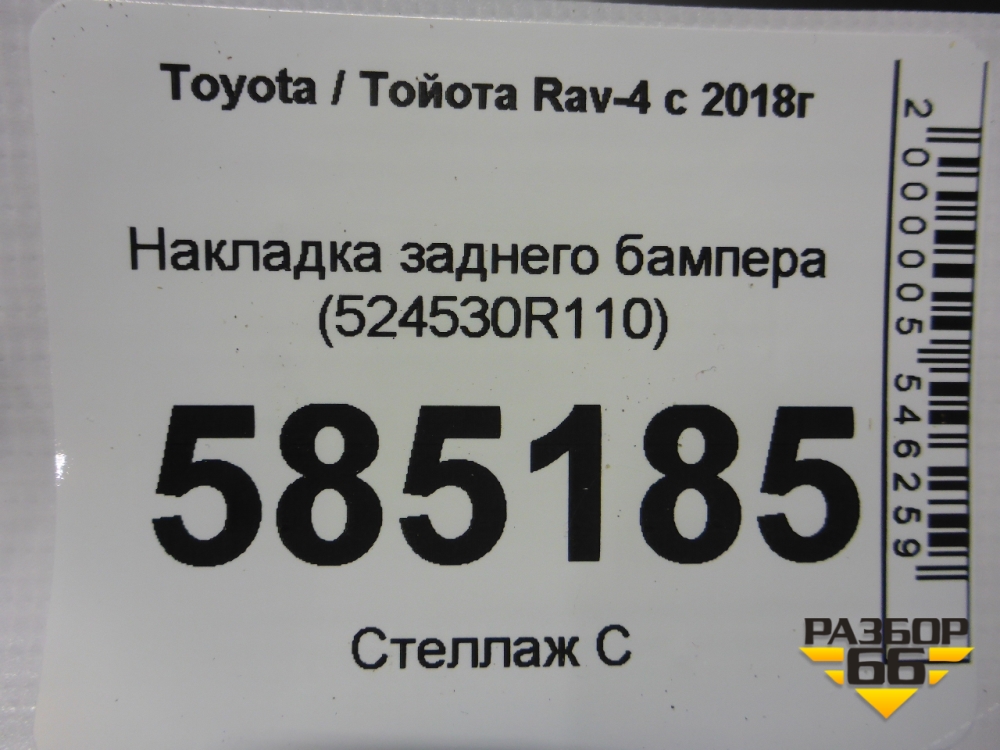 Toyota / Тойота Rav-4 с 2018г
Накладка заднего бампера
(524530R110)
585185
Стеллаж С
2000005546259
РАЗБОР
66